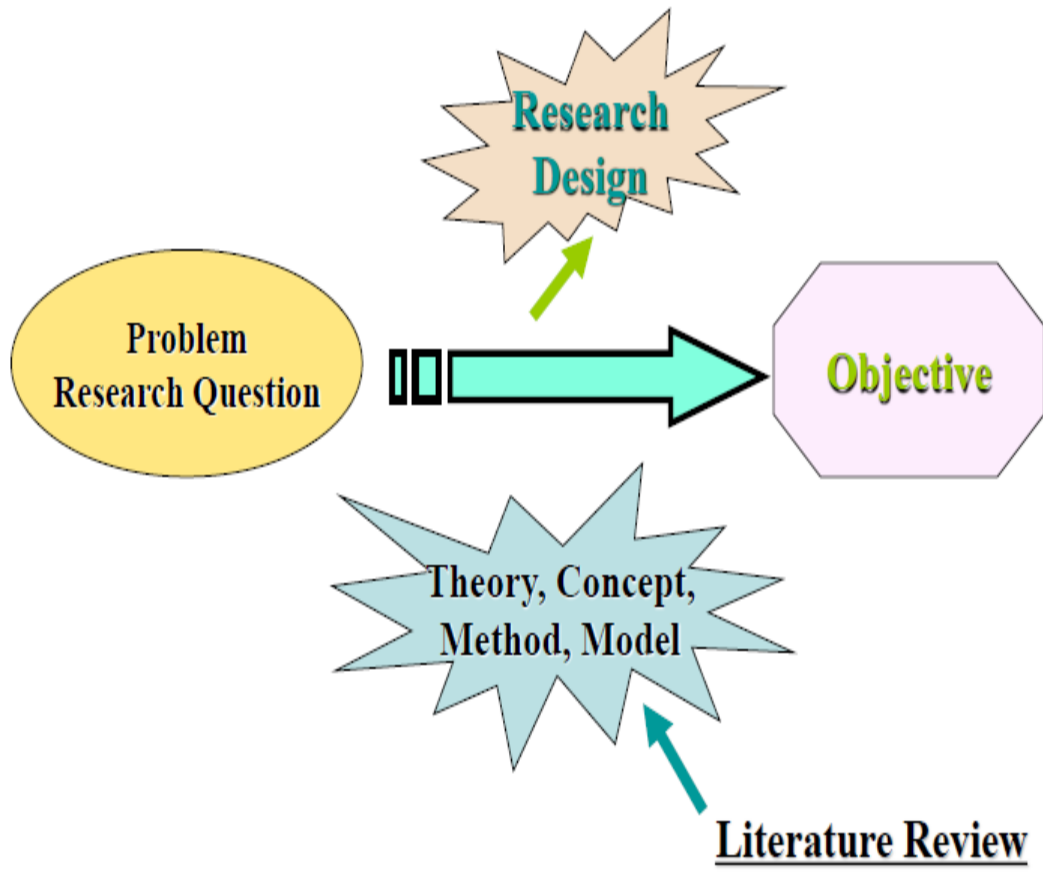 Research
Design
Problem
Research Question
Objective
Theory, Concept,
Method, Model
Literature Review